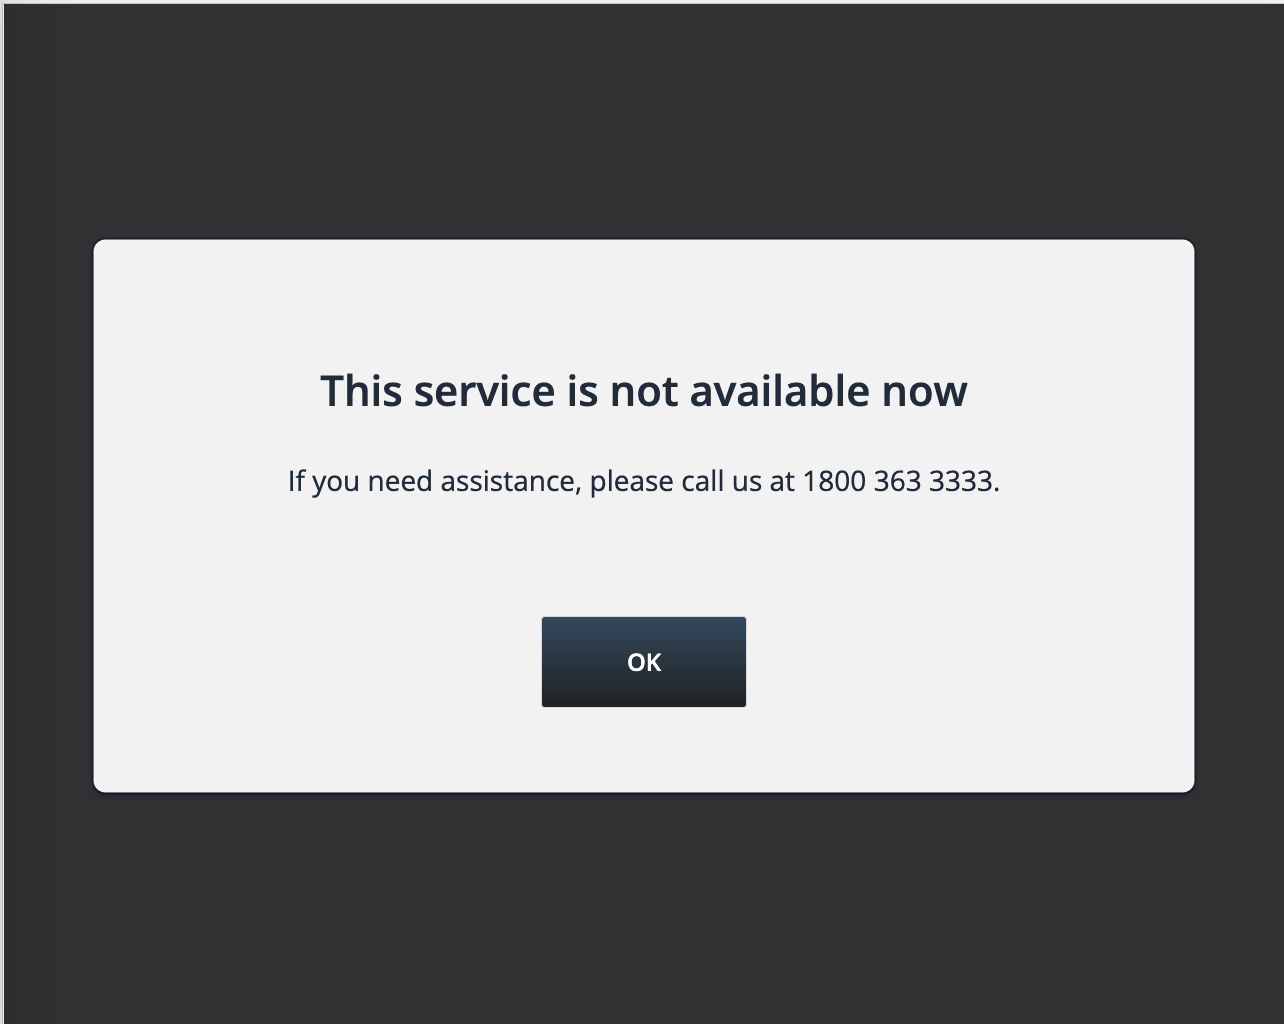 This service is not available now
If you need assistance, please call us at 1800 363 3333.
OK